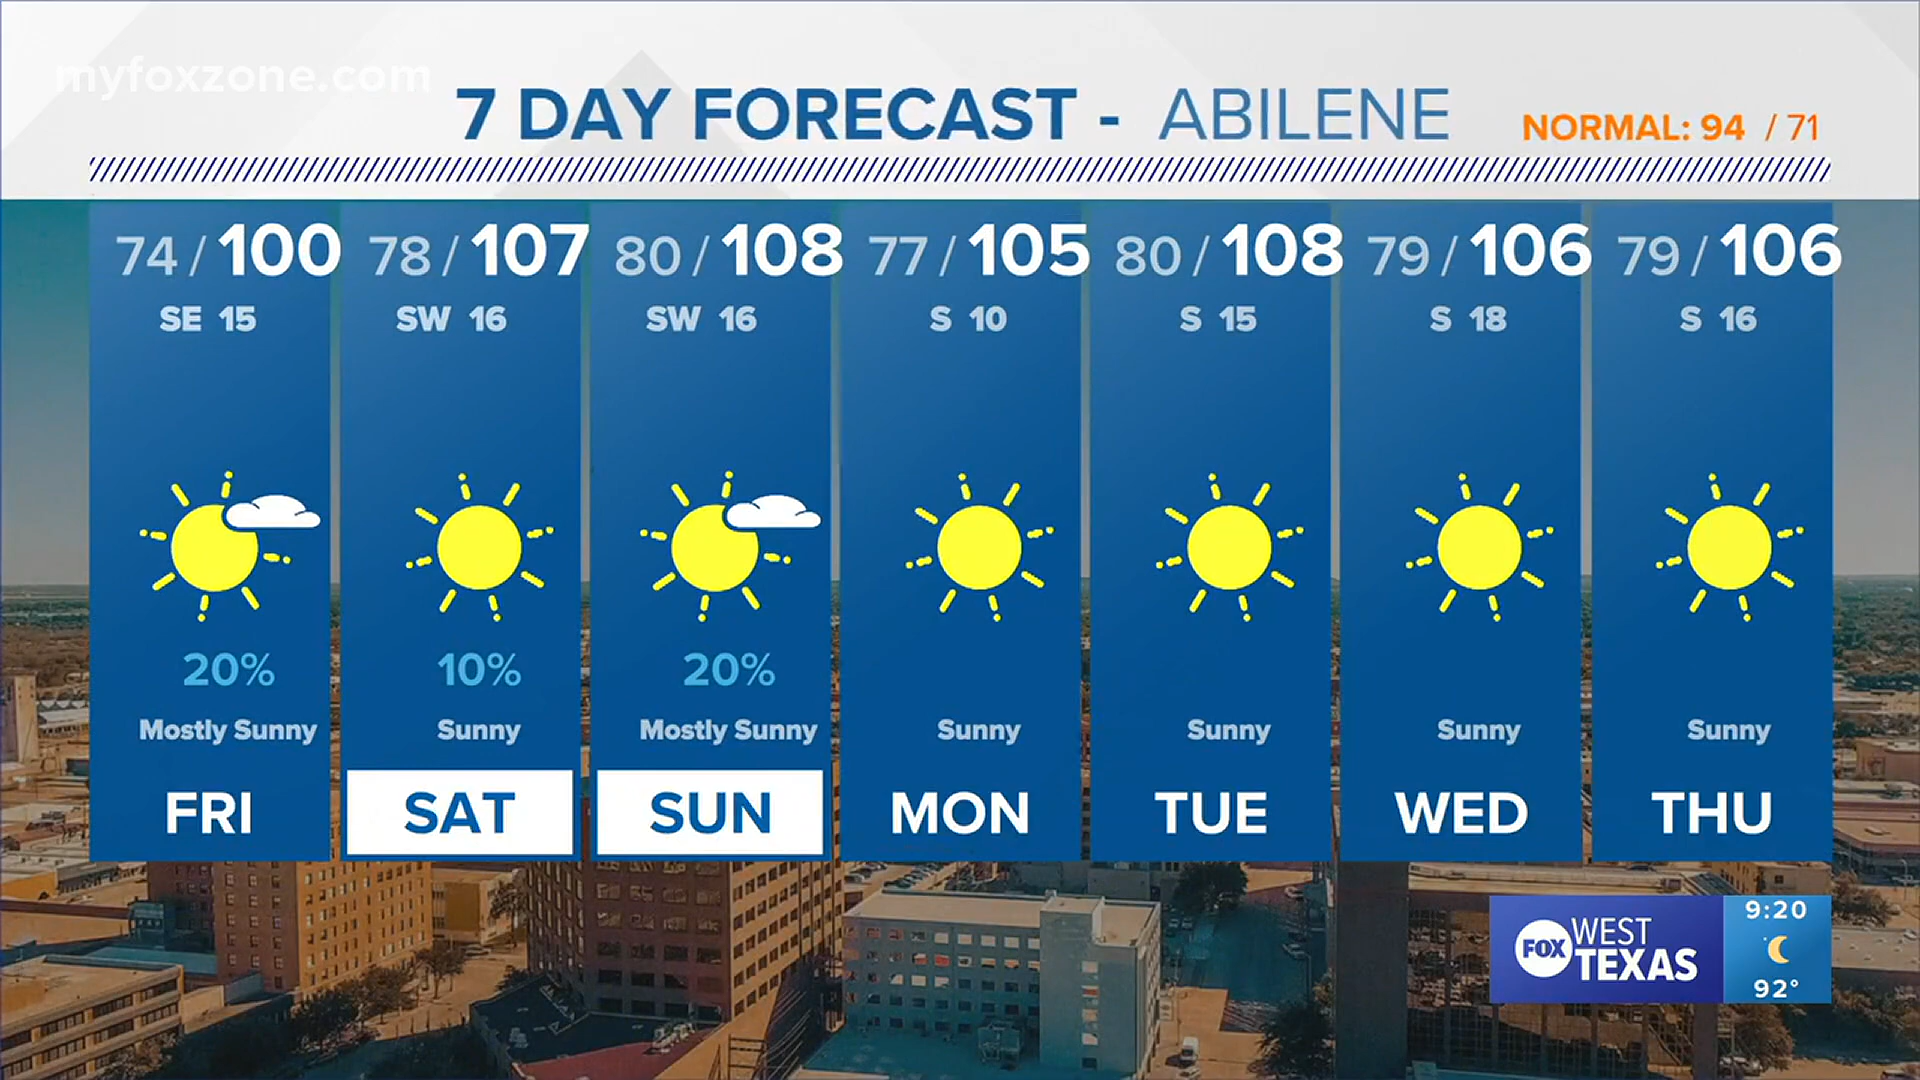 myfoxzone.com
7 DAY FORECAST - ABILENE
NORMAL: 94 / 71
74 / 100
SE 15
20%
Mostly Sunny
FRI
78 / 107
SW 16
10%
Sunny
SAT
80 / 108
SW 16
20%
Mostly Sunny
SUN
77 / 105
S 10
Sunny
MON
80 / 108
S 15
Sunny
TUE
79 / 106
S 18
Sunny
WED
79 / 106
S 16
Sunny
THU
FOX
WEST
TEXAS
9:20
92°